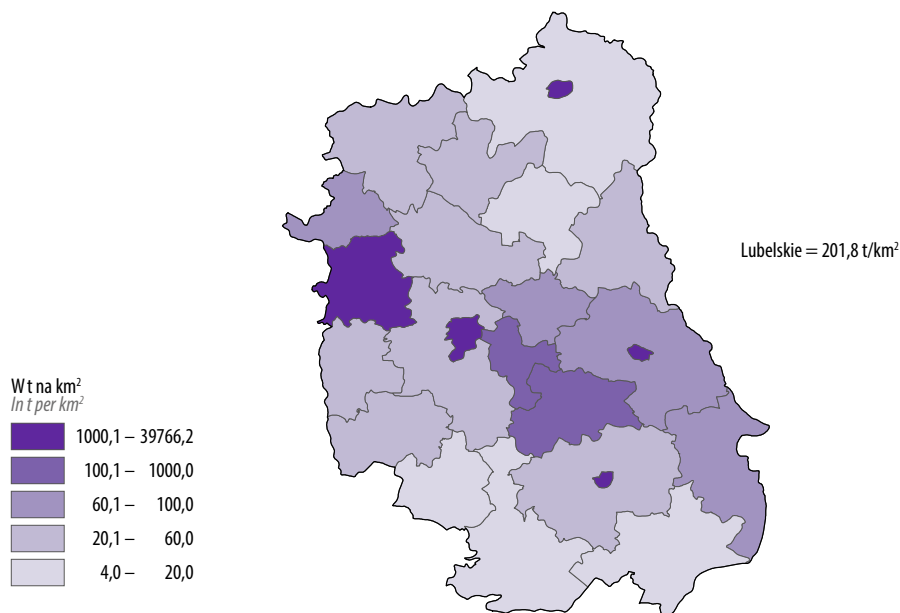 Lubelskie = 201,8 t/km²
W t na km²
In t per km²
1000,1 – 39766,2
100,1 – 1000,0
60,1 – 100,0
20,1 – 60,0
4,0 – 20,0